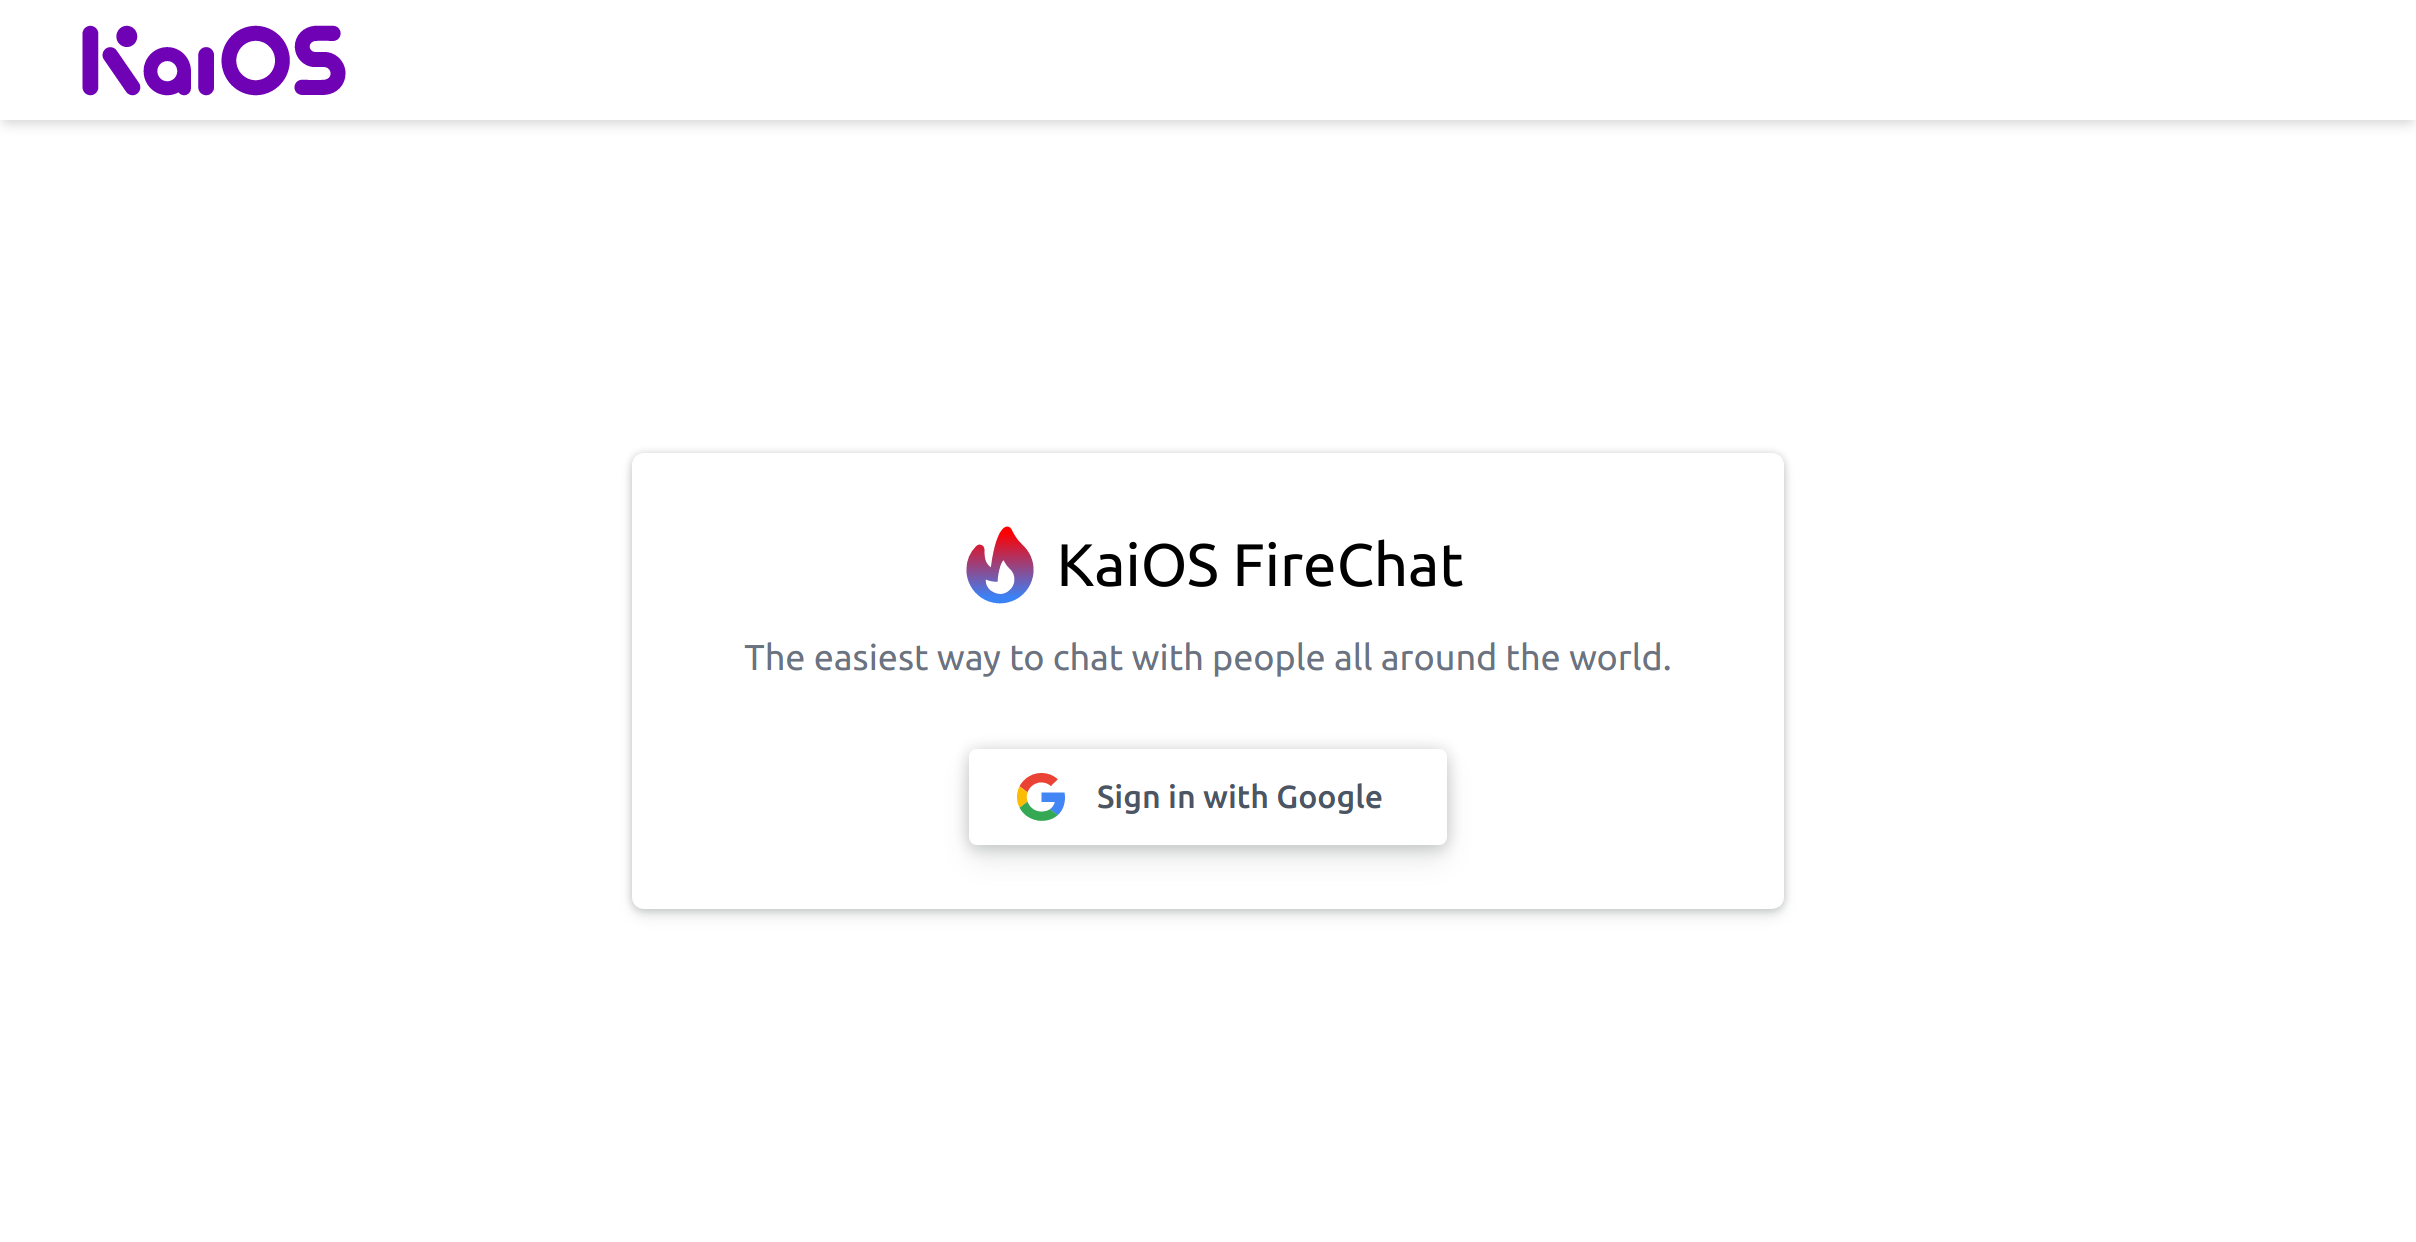 KaiOS
KaiOS FireChat
The easiest way to chat with people all around the world.
Sign in with Google